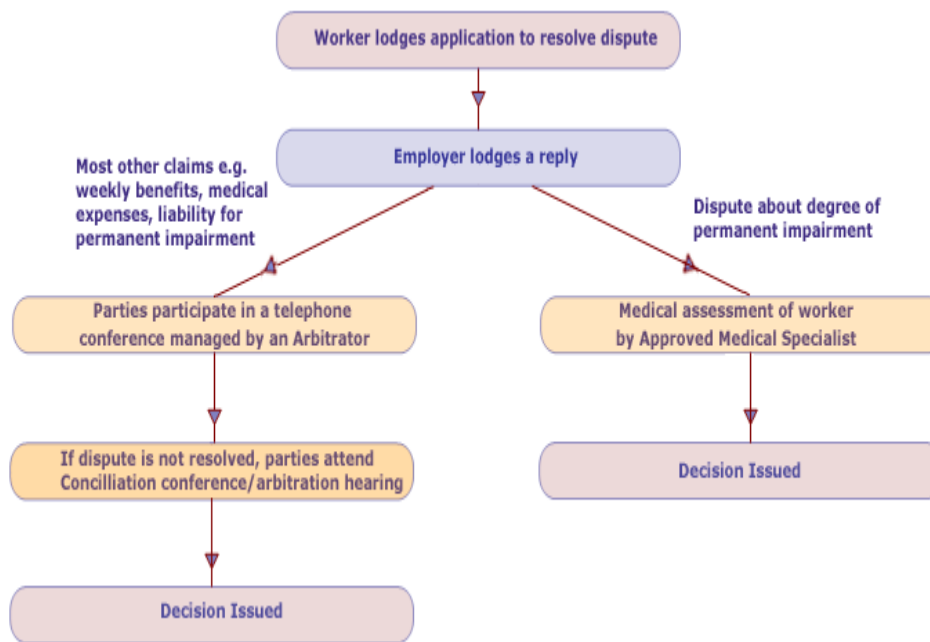 Worker lodges application to resolve dispute
Employer lodges a reply
Most other claims e.g.
weekly benefits, medical
expenses, liability for
permanent impairment
Dispute about degree of
permanent impairment
Parties participate in a telephone
conference managed by an Arbitrator
Medical assessment of worker
by Approved Medical Specialist
If dispute is not resolved, parties attend
Concilliation conference/arbitration hearing
Decision Issued
Decision Issued